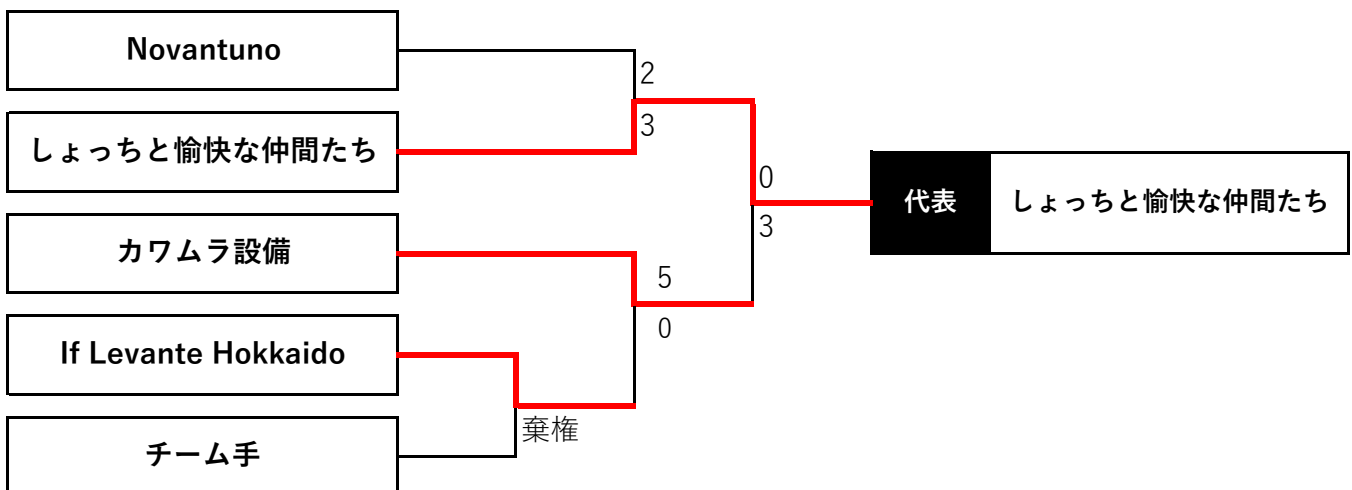 Novantuno
2
しょっちと愉快な仲間たち
3
0
代表
しょっちと愉快な仲間たち
3
カワムラ設備
5
0
If Levante Hokkaido
棄権
チーム手